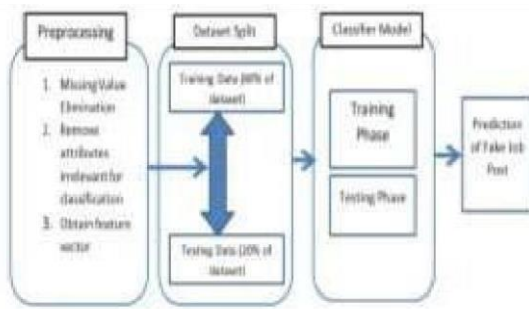 Preprocessing
1. Missing Value
Elimination
2. Remove
attributes
irrelevant for
classification
3. Obtain feature
vector
Dataset Split
Training Data (80% of
dataset)
Testing Data (20% of
dataset)
Classifier Model
Training
Phase
Testing Phase
Prediction
of Fake Job
Post